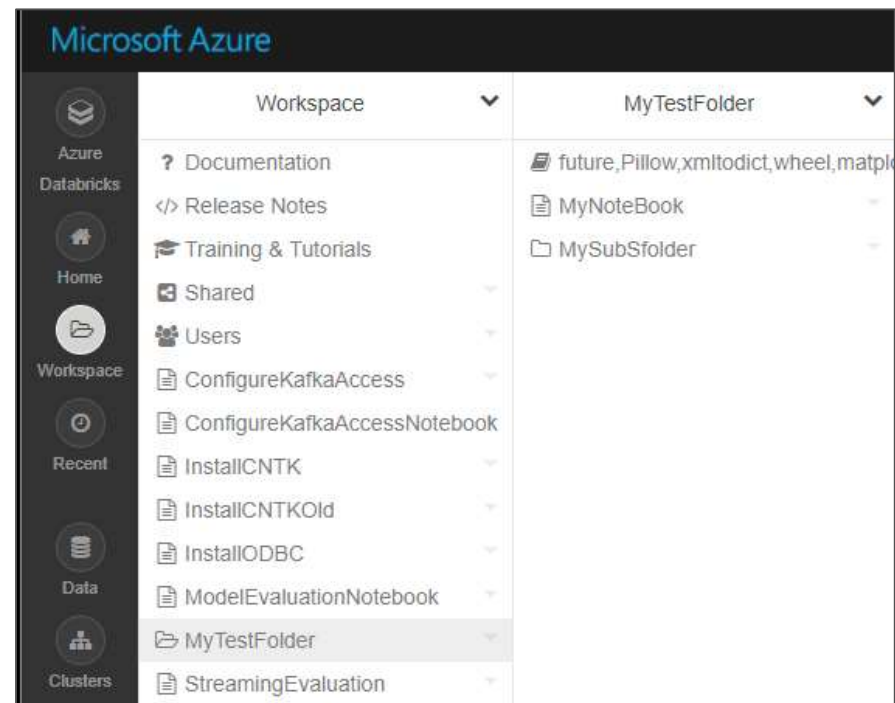 Microsoft Azure
Azure
Databricks
Home
Workspace
Recent
Data
Clusters
Workspace
? Documentation
</> Release Notes
Training & Tutorials
Shared
Users
ConfigureKafkaAccess
ConfigureKafkaAccessNotebook
InstallCNTK
InstallCNTKOld
InstallODBC
ModelEvaluationNotebook
MyTestFolder
StreamingEvaluation
MyTestFolder
future,Pillow,xmltodict,wheel,matplo
MyNoteBook
MySubSfolder